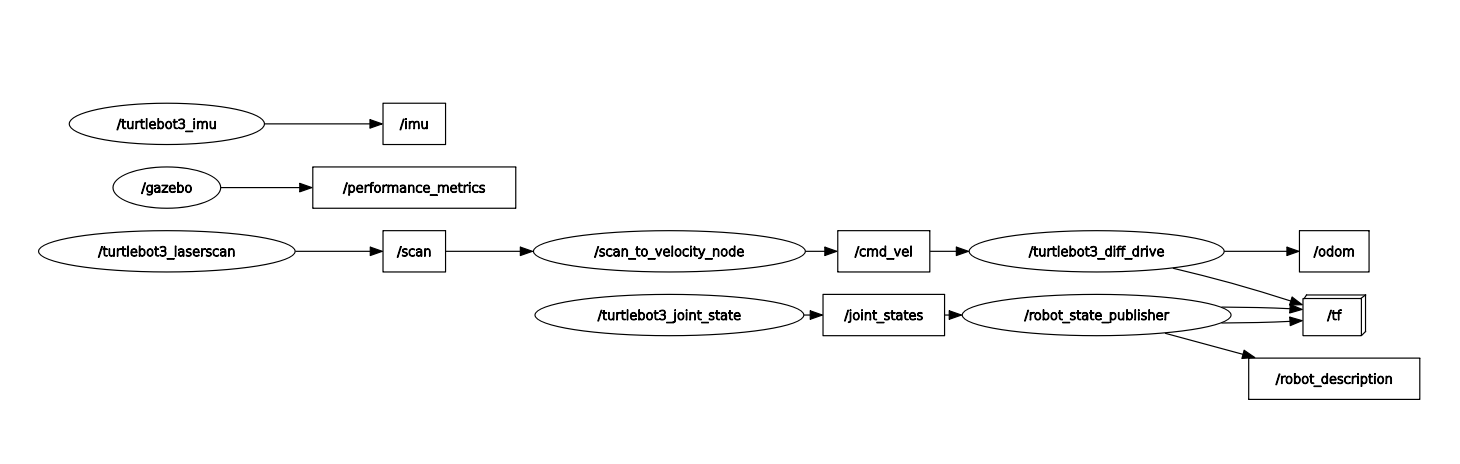 /turtlebot3_imu
/imu
/gazebo
/performance_metrics
/turtlebot3_laserscan
/scan
/scan_to_velocity_node
/cmd_vel
/turtlebot3_diff_drive
/odom
/turtlebot3_joint_state
/joint_states
/robot_state_publisher
/tf
/robot_description